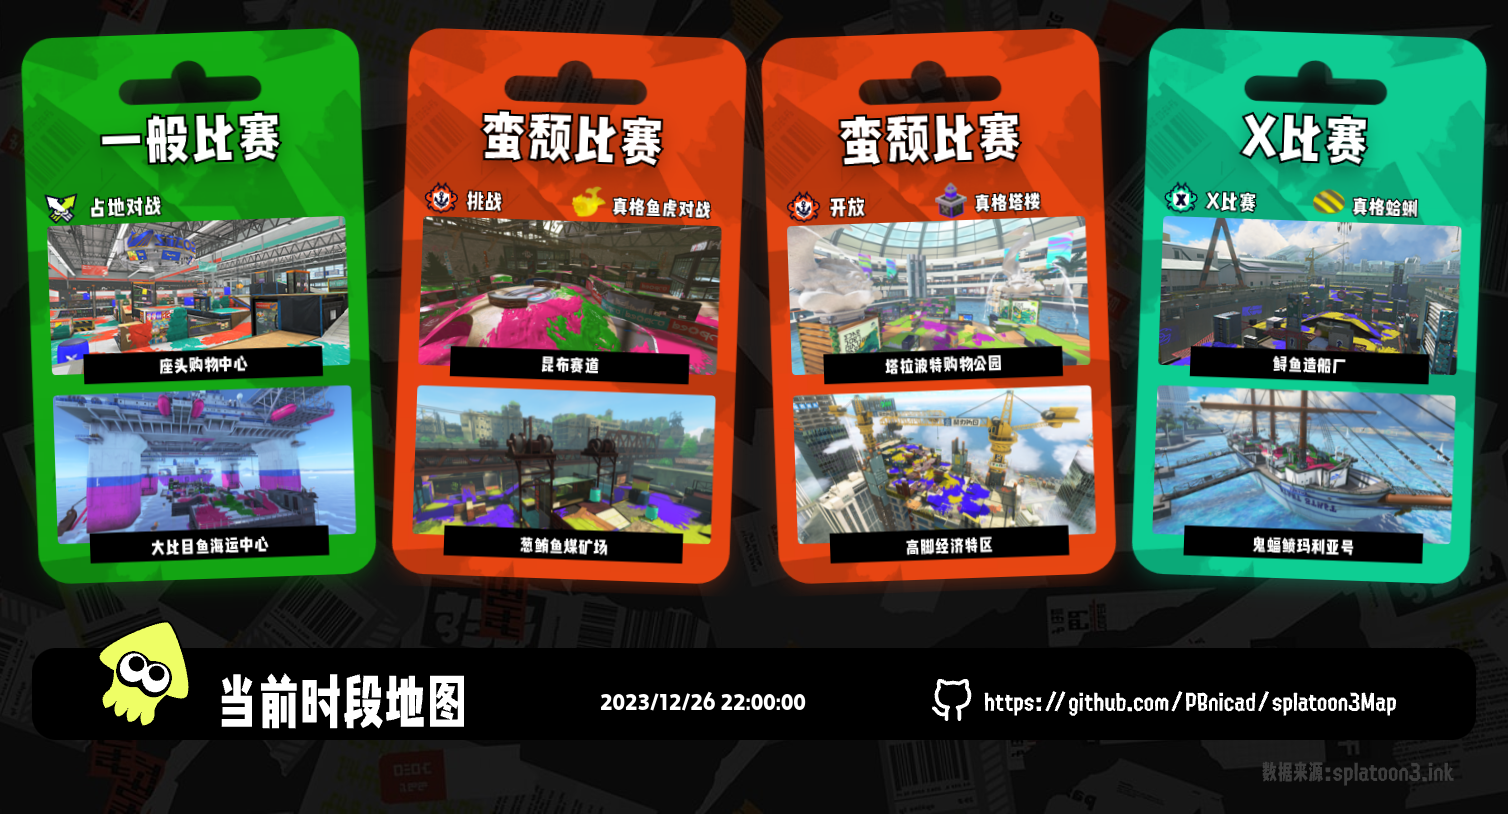 一般比赛
占地对战
座头购物中心
大比目鱼海运中心
蛮颓比赛
挑战
真格鱼虎对战
昆布赛道
葱鲔鱼煤矿场
蛮颓比赛
开放
真格塔楼
塔拉波特购物公园
高脚经济特区
X比赛
X比赛
真格蛤蜊
鲟鱼造船厂
鬼蝠鲼玛利亚号
当前时段地图
2023/12/26 22:00:00
https://github.com/PBnicad/splatoon3Map
数据来源:splatoon3.ink